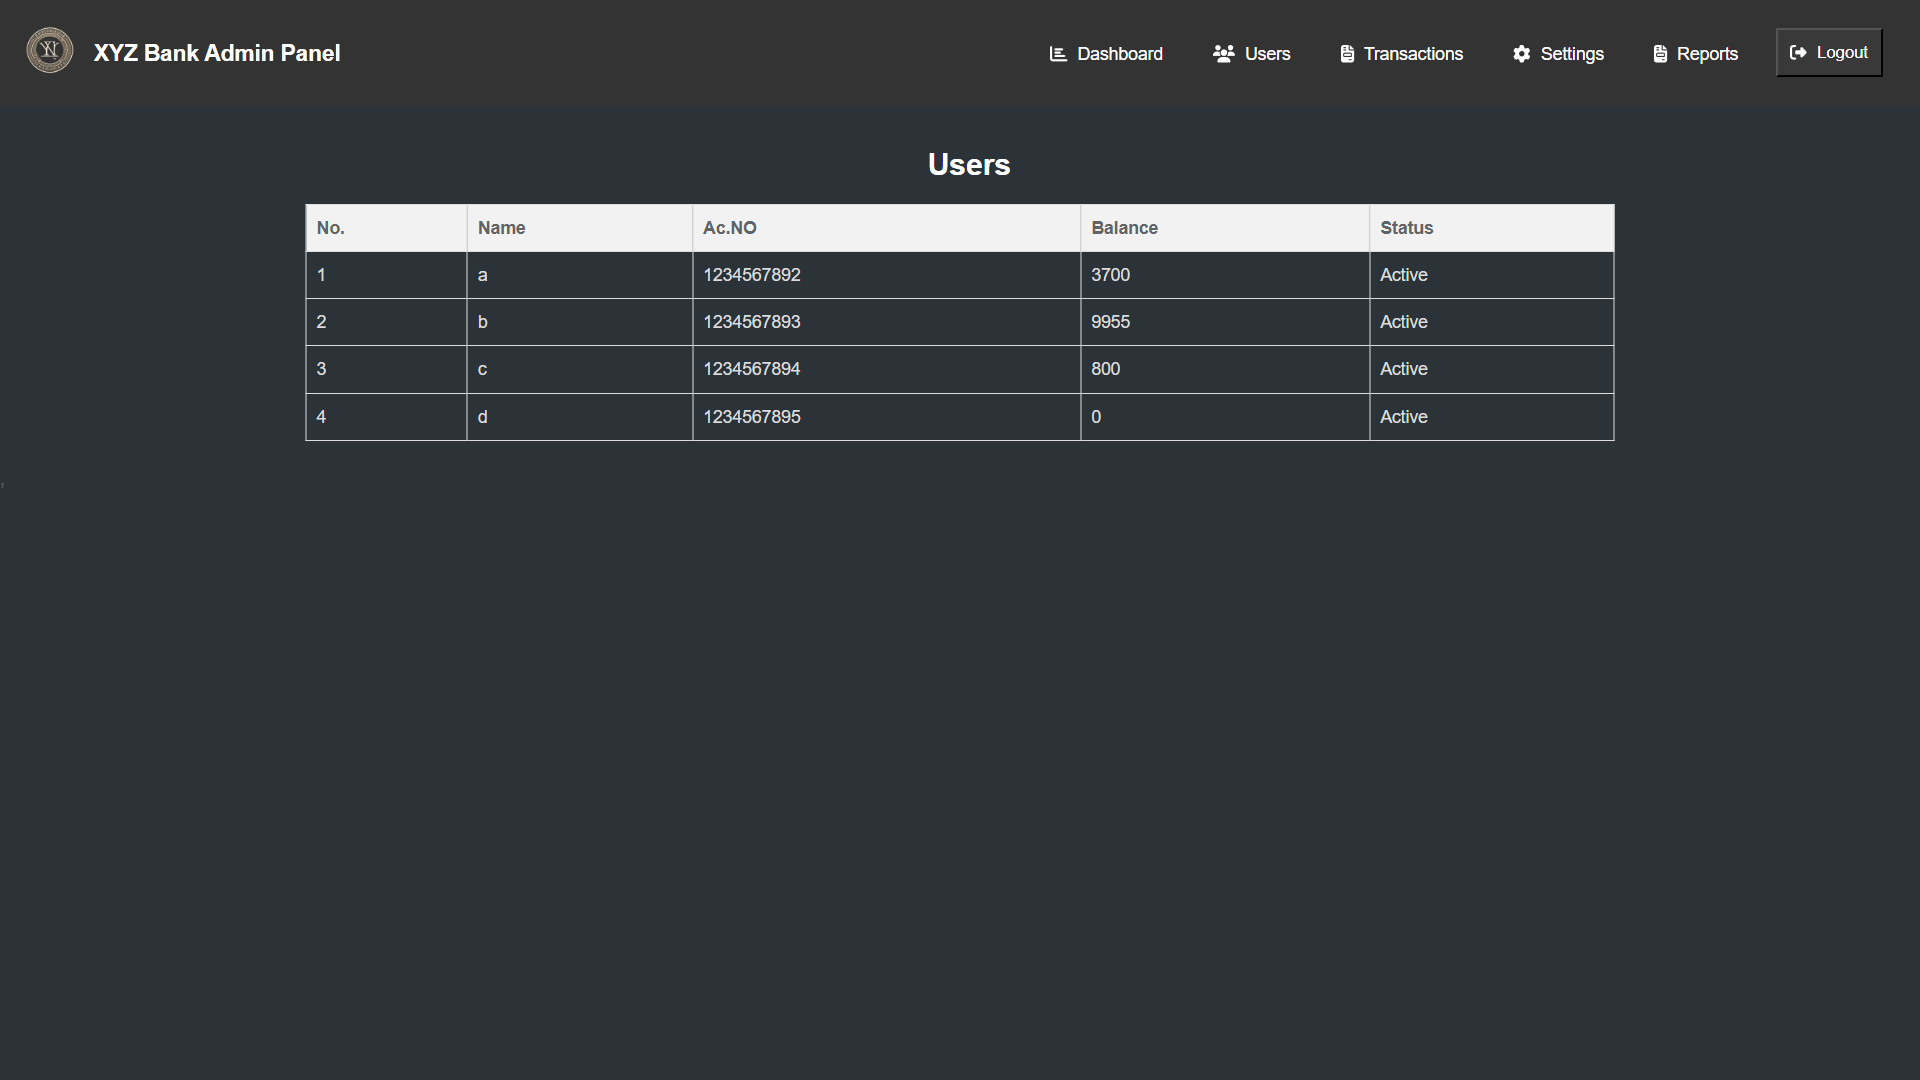 XYZ Bank Admin Panel
Dashboard
Users
Transactions
Settings
Reports
Logout
Users
No. Name Ac.NO Balance Status
1 a 1234567892 3700 Active
2 b 1234567893 9955 Active
3 c 1234567894 800 Active
4 d 1234567895 0 Active
,